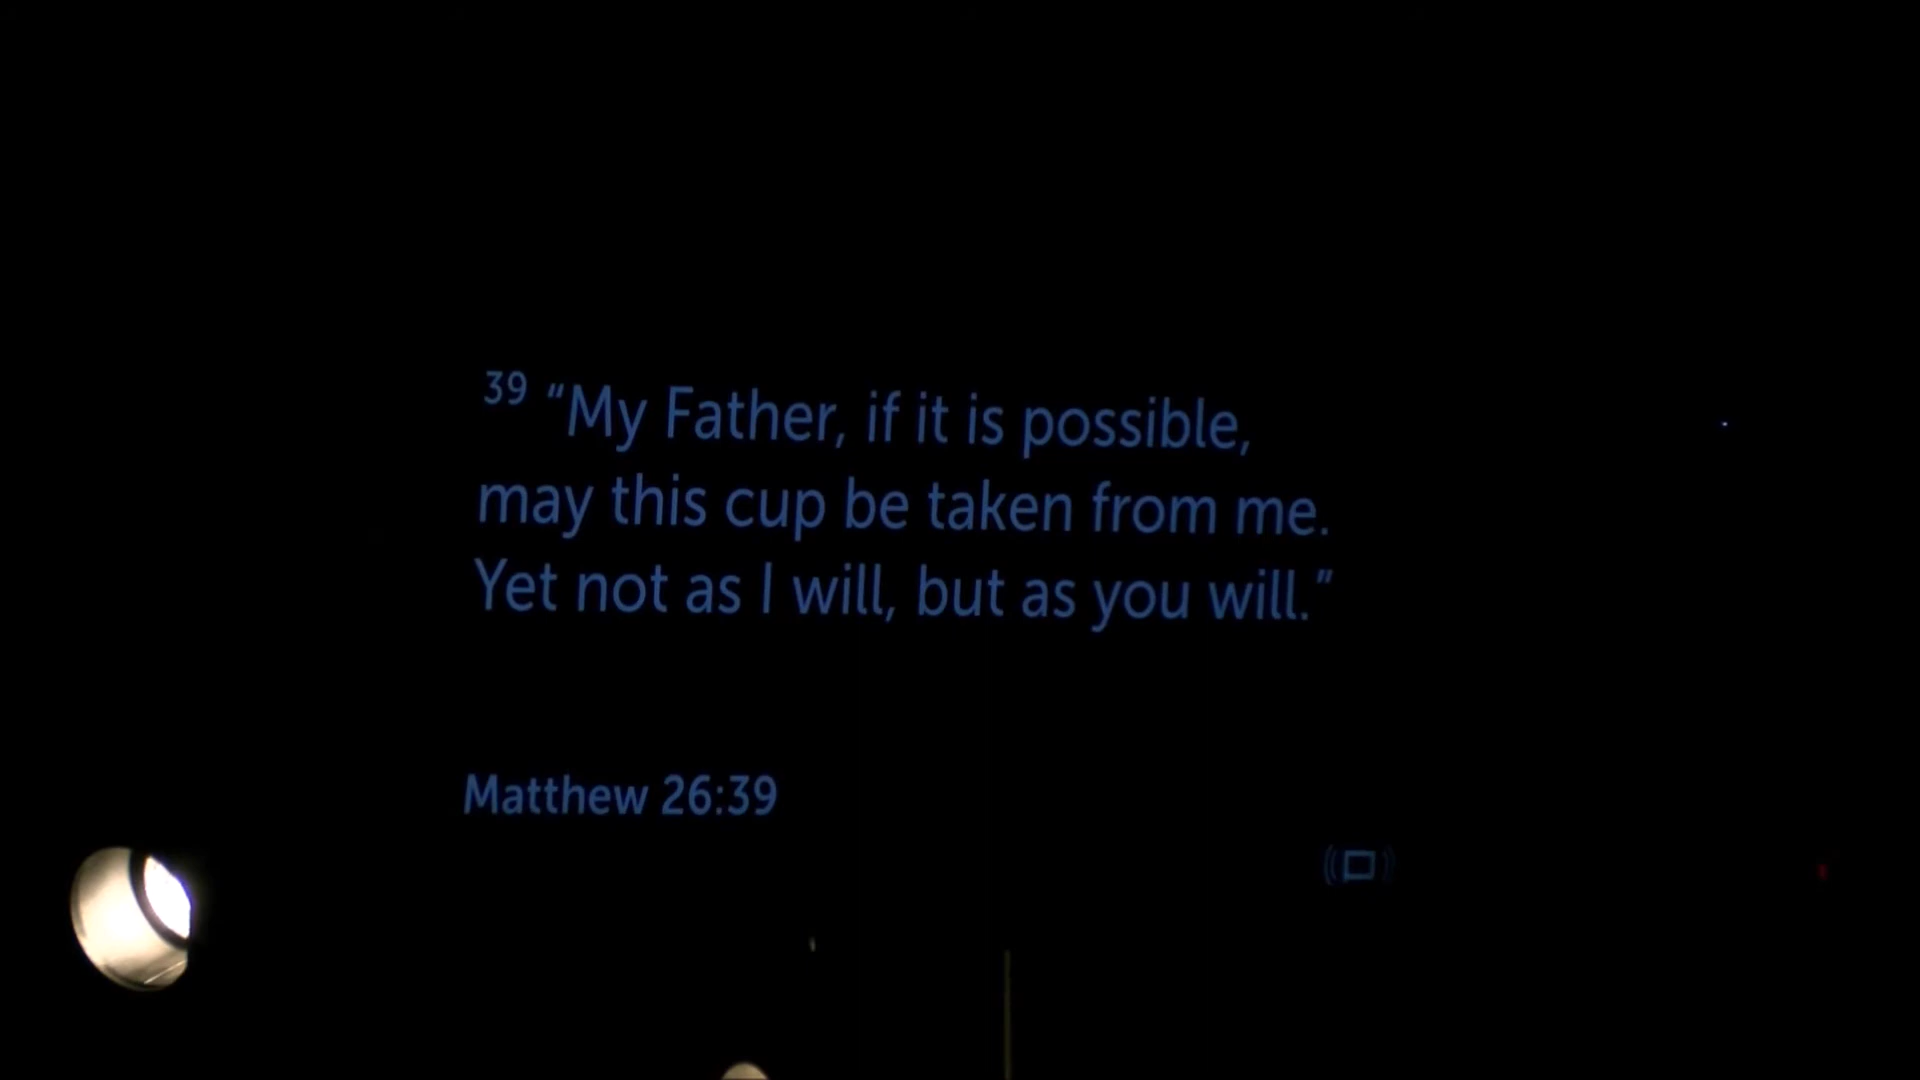 39 “My Father, if it is possible,
may this cup be taken from me.
Yet not as I will, but as you will.”
Matthew 26:39